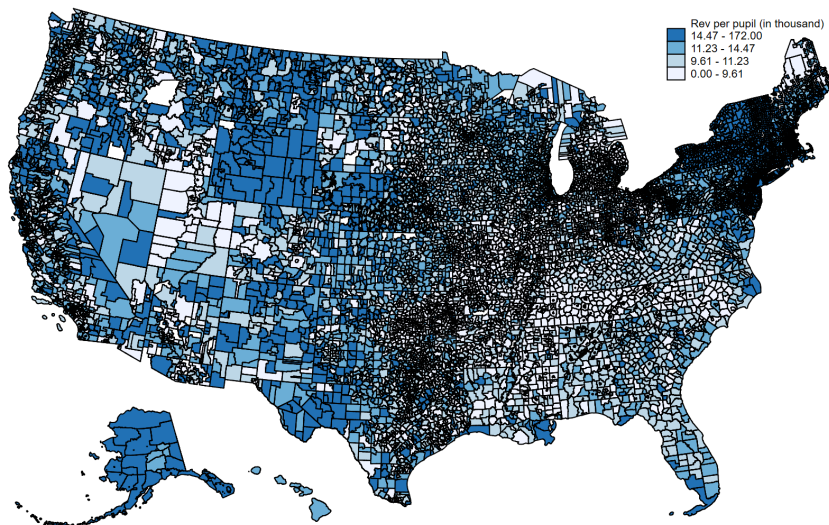 Rev per pupil (in thousand)
14.47 - 172.00
11.23 - 14.47
9.61 - 11.23
0.00 - 9.61